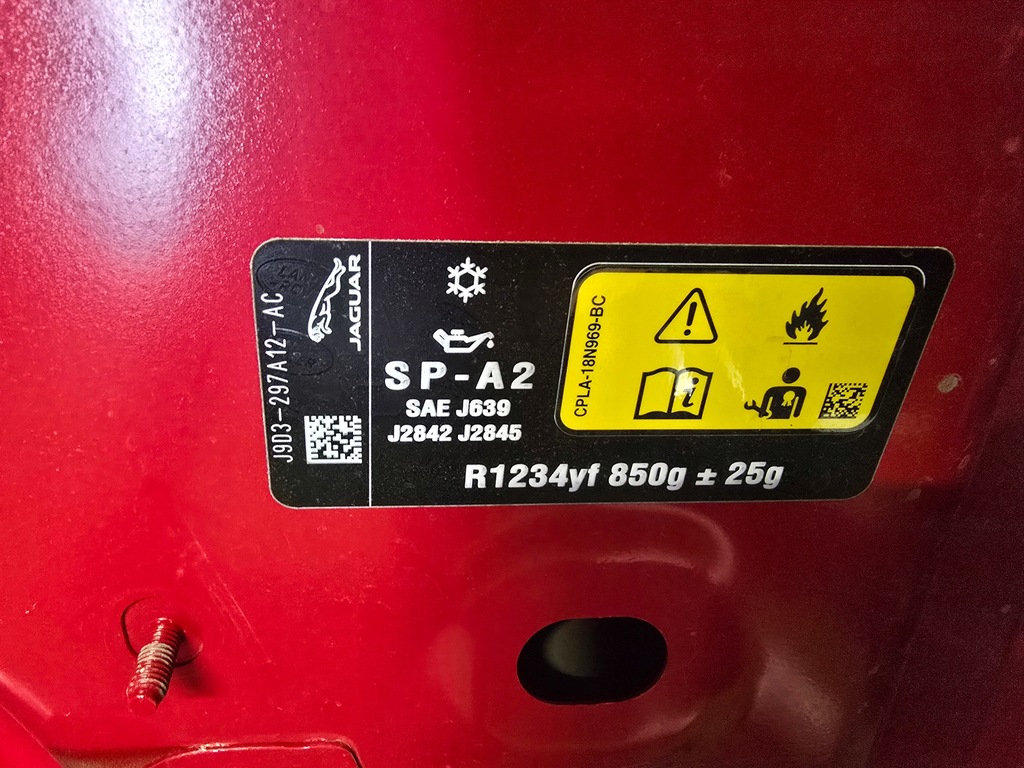 J9D3-297A12-AC
JAGUAR
SP-A2
SAE J639
J2842 J2845
R1234yf 850g ± 25g
CPLA-18N969-BC